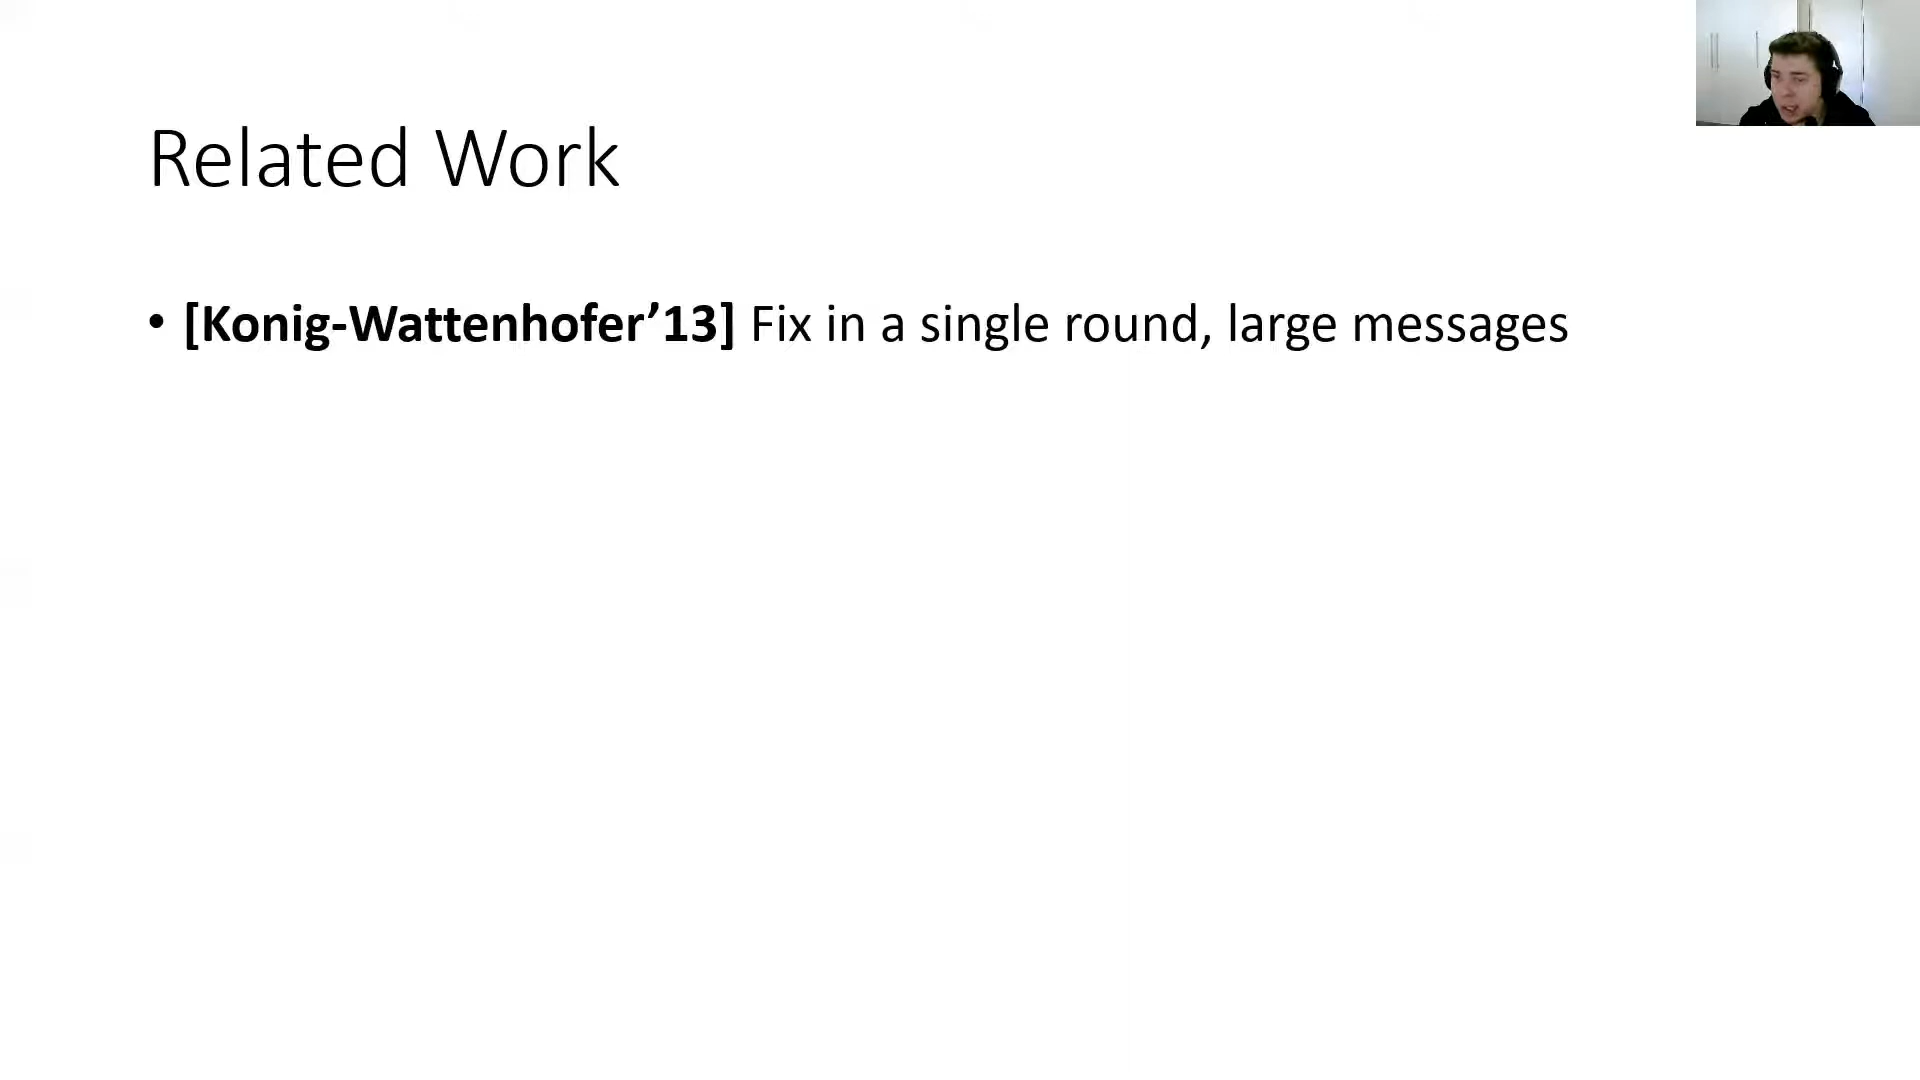 Related Work
• [Konig-Wattenhofer’13] Fix in a single round, large messages